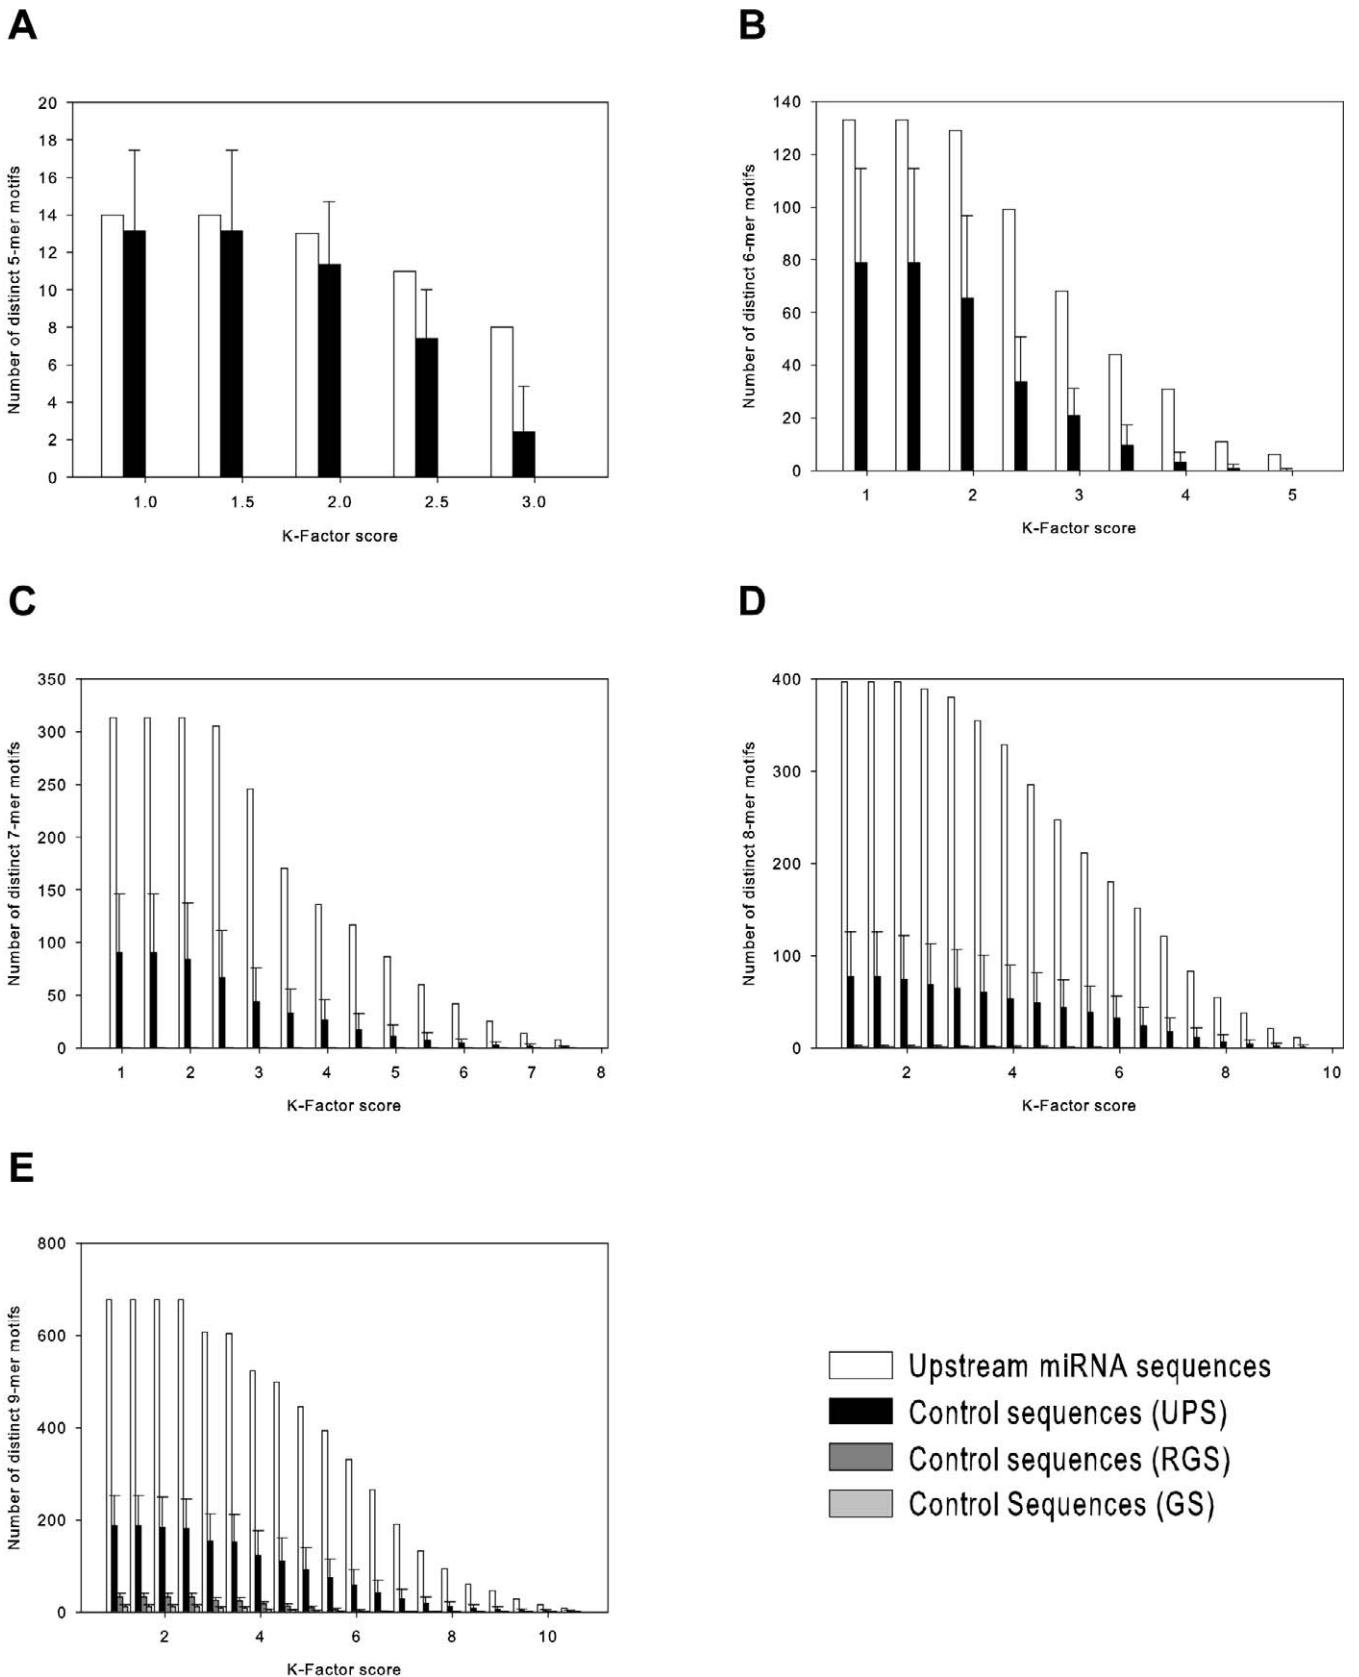 A
B
20
18
16
14
12
10
8
6
4
2
0
Number of distinct 5-mer motifs
1.0 1.5 2.0 2.5 3.0
K-Factor score
140
120
100
80
60
40
20
0
Number of distinct 6-mer motifs
1 2 3 4 5
K-Factor score
C
D
350
300
250
200
150
100
50
0
Number of distinct 7-mer motifs
1 2 3 4 5 6 7 8
K-Factor score
400
300
200
100
0
Number of distinct 8-mer motifs
2 4 6 8 10
K-Factor score
E
800
600
400
200
0
Number of distinct 9-mer motifs
2 4 6 8 10
K-Factor score
Upstream miRNA sequences
Control sequences (UPS)
Control sequences (RGS)
Control Sequences (GS)